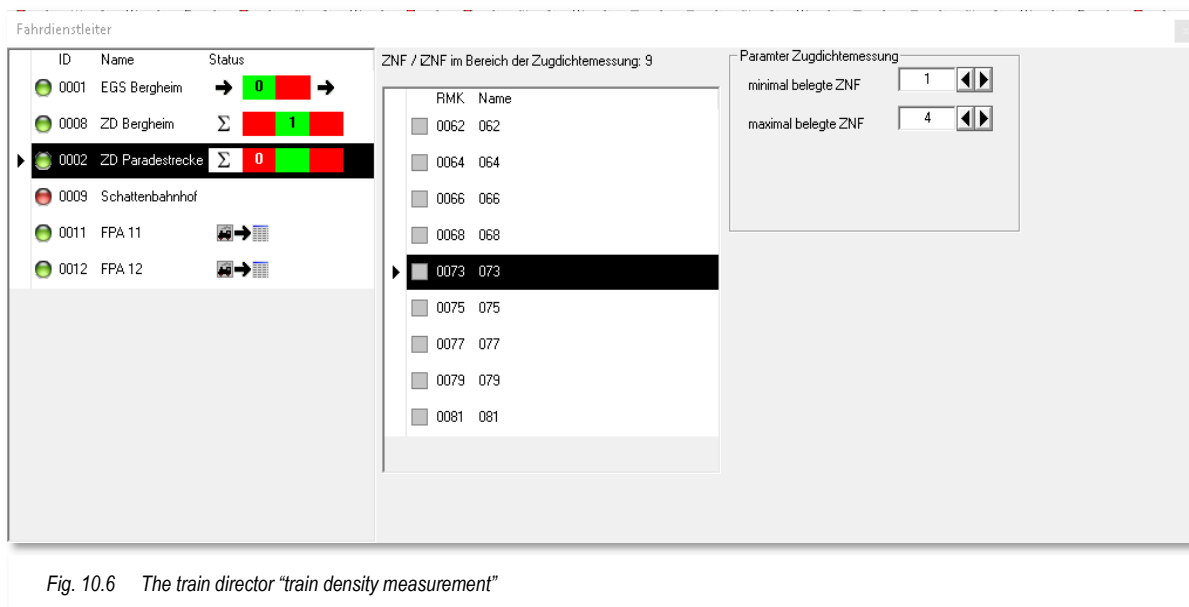 Fahrdienstleiter
ID Name Status
0001 EGS Bergheim ➔ 0 ➔
0008 ZD Bergheim Σ 1
0002 ZD Paradestrecke Σ 0
0009 Schattenbahnhof
0011 FPA 11
0012 FPA 12
ZNF / iZNF im Bereich der Zugdichtemessung: 9
RMK Name
0062 062
0064 064
0066 066
0068 068
0073 073
0075 075
0077 077
0079 079
0081 081
Paramter Zugdichtemessung
minimal belegte ZNF 1
maximal belegte ZNF 4
Fig. 10.6 The train director “train density measurement”